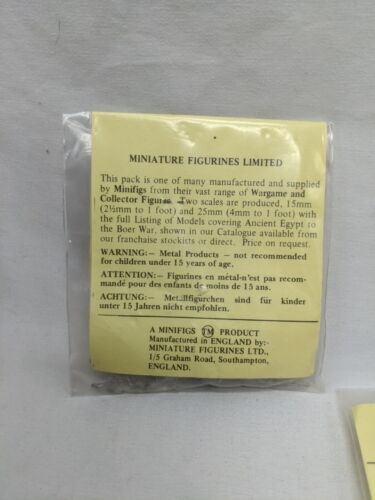 MINIATURE FIGURINES LIMITED
This pack is one of many manufactured and supplied
by Minifigs from their vast range of Wargame and
Collector Figures. Two scales are produced, 15mm
(2½mm to 1 foot) and 25mm (4mm to 1 foot) with
the full Listing of Models covering Ancient Egypt to
the Boer War, shown in our Catalogue available from
our franchaise stockists or direct. Price on request.
WARNING:— Metal Products — not recommended
for children under 15 years of age.
ATTENTION:— Figurines en métal-n'est pas recom-
mandé pour des enfants de moins de 15 ans.
ACHTUNG:— Metallfigurchen sind für kinder
unter 15 Jahren nicht empfohlen.
A MINIFIGS TM PRODUCT
Manufactured in ENGLAND by:-
MINIATURE FIGURINES LTD.,
1/5 Graham Road, Southampton,
ENGLAND.